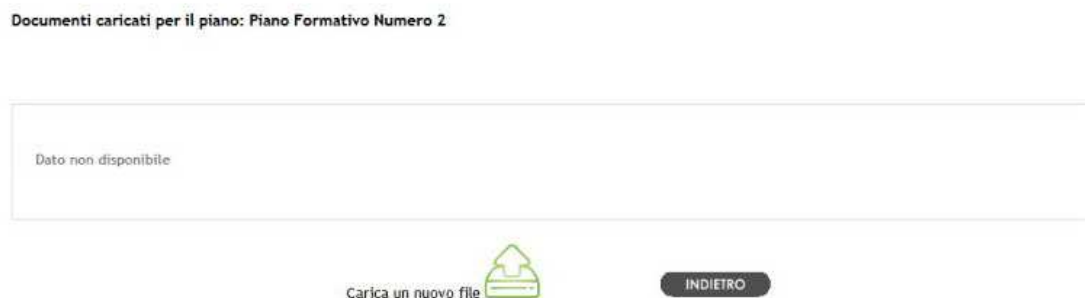 Documenti caricati per il piano: Piano Formativo Numero 2
Dato non disponibile
Carica un nuovo file
INDIETRO